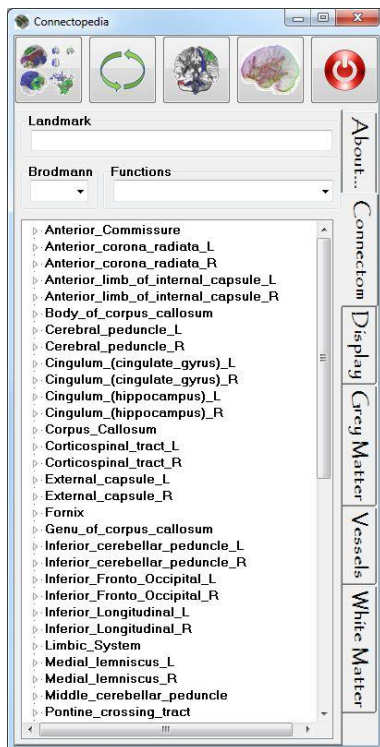 Connectopedia
Landmark
Brodmann Functions
Anterior_Commissure
Anterior_corona_radiata_L
Anterior_corona_radiata_R
Anterior_limb_of_internal_capsule_L
Anterior_limb_of_internal_capsule_R
Body_of_corpus_callosum
Cerebral_peduncle_L
Cerebral_peduncle_R
Cingulum_(cingulate_gyrus)_L
Cingulum_(cingulate_gyrus)_R
Cingulum_(hippocampus)_L
Cingulum_(hippocampus)_R
Corpus_Callosum
Corticospinal_tract_L
Corticospinal_tract_R
External_capsule_L
External_capsule_R
Fornix
Genu_of_corpus_callosum
Inferior_cerebellar_peduncle_L
Inferior_cerebellar_peduncle_R
Inferior_Fronto_Occipital_L
Inferior_Fronto_Occipital_R
Inferior_Longitudinal_L
Inferior_Longitudinal_R
Limbic_System
Medial_lemniscus_L
Medial_lemniscus_R
Middle_cerebellar_peduncle
Pontine_crossing_tract
About...
Connectom
Display
Grey Matter
Vessels
White Matter